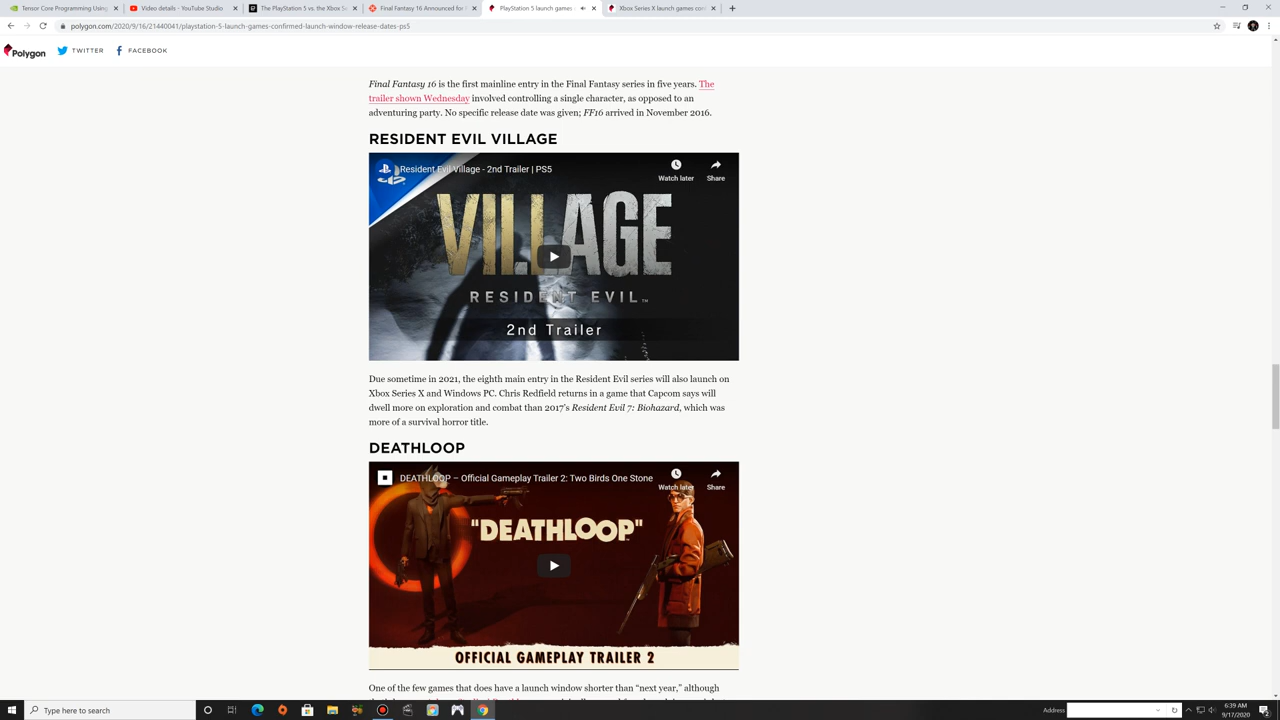 Tensor Core Programming Using
Video details - YouTube Studio
The PlayStation 5 vs. the Xbox Se
Final Fantasy 16 Announced for
PlayStation 5 launch games
Xbox Series X launch games con
polygon.com/2020/9/16/21440041/playstation-5-launch-games-confirmed-launch-window-release-dates-ps5
Polygon
TWITTER
FACEBOOK
Final Fantasy 16 is the first mainline entry in the Final Fantasy series in five years. The
trailer shown Wednesday involved controlling a single character, as opposed to an
adventuring party. No specific release date was given; FF16 arrived in November 2016.
RESIDENT EVIL VILLAGE
Resident Evil Village - 2nd Trailer | PS5
Watch later
Share
VILLAGE
RESIDENT EVIL™
2nd Trailer
Due sometime in 2021, the eighth main entry in the Resident Evil series will also launch on
Xbox Series X and Windows PC. Chris Redfield returns in a game that Capcom says will
dwell more on exploration and combat than 2017’s Resident Evil 7: Biohazard, which was
more of a survival horror title.
DEATHLOOP
DEATHLOOP – Official Gameplay Trailer 2: Two Birds One Stone
Watch later
Share
"DEATHLOOP"
OFFICIAL GAMEPLAY TRAILER 2
One of the few games that does have a launch window shorter than “next year,” although
Type here to search
Address
6:39 AM
9/17/2020